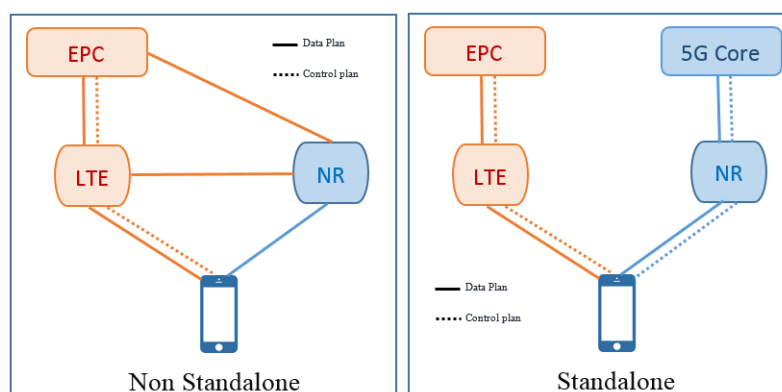 EPC
Data Plan
Control plan
LTE
NR
Non Standalone
EPC
5G Core
LTE
NR
Data Plan
Control plan
Standalone